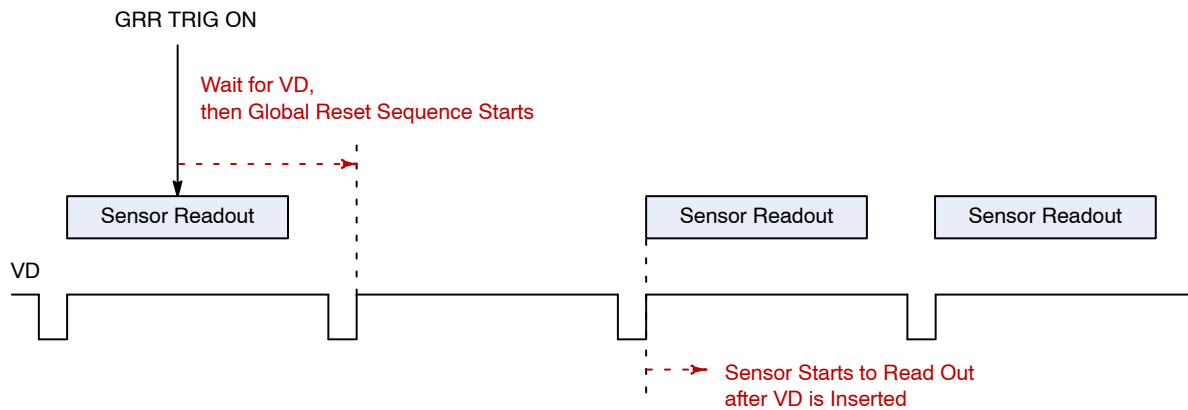 GRR TRIG ON
Wait for VD,
then Global Reset Sequence Starts
Sensor Readout
Sensor Readout
Sensor Readout
VD
Sensor Starts to Read Out
after VD is Inserted